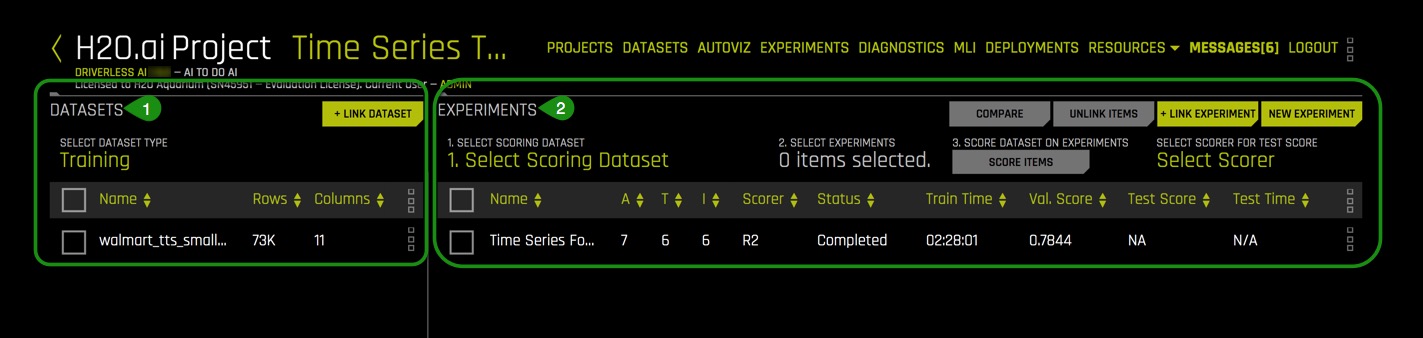 H2O.ai Project Time Series T... PROJECTS DATASETS AUTOVIZ EXPERIMENTS DIAGNOSTICS MLI DEPLOYMENTS RESOURCES MESSAGES[6] LOGOUT
DRIVERLESS AI — AI TO DO AI
Licensed to H2O Aquarium (SN45951 — Evaluation License), Current User — ADMIN
DATASETS 1 + LINK DATASET
SELECT DATASET TYPE
Training
Name Rows Columns
walmart_tts_small... 73K 11
EXPERIMENTS 2 COMPARE UNLINK ITEMS + LINK EXPERIMENT NEW EXPERIMENT
1. SELECT SCORING DATASET 2. SELECT EXPERIMENTS 3. SCORE DATASET ON EXPERIMENTS SELECT SCORER FOR TEST SCORE
1. Select Scoring Dataset 0 items selected. SCORE ITEMS Select Scorer
Name A T I Scorer Status Train Time Val. Score Test Score Test Time
Time Series Fo... 7 6 6 R2 Completed 02:28:01 0.7844 NA N/A